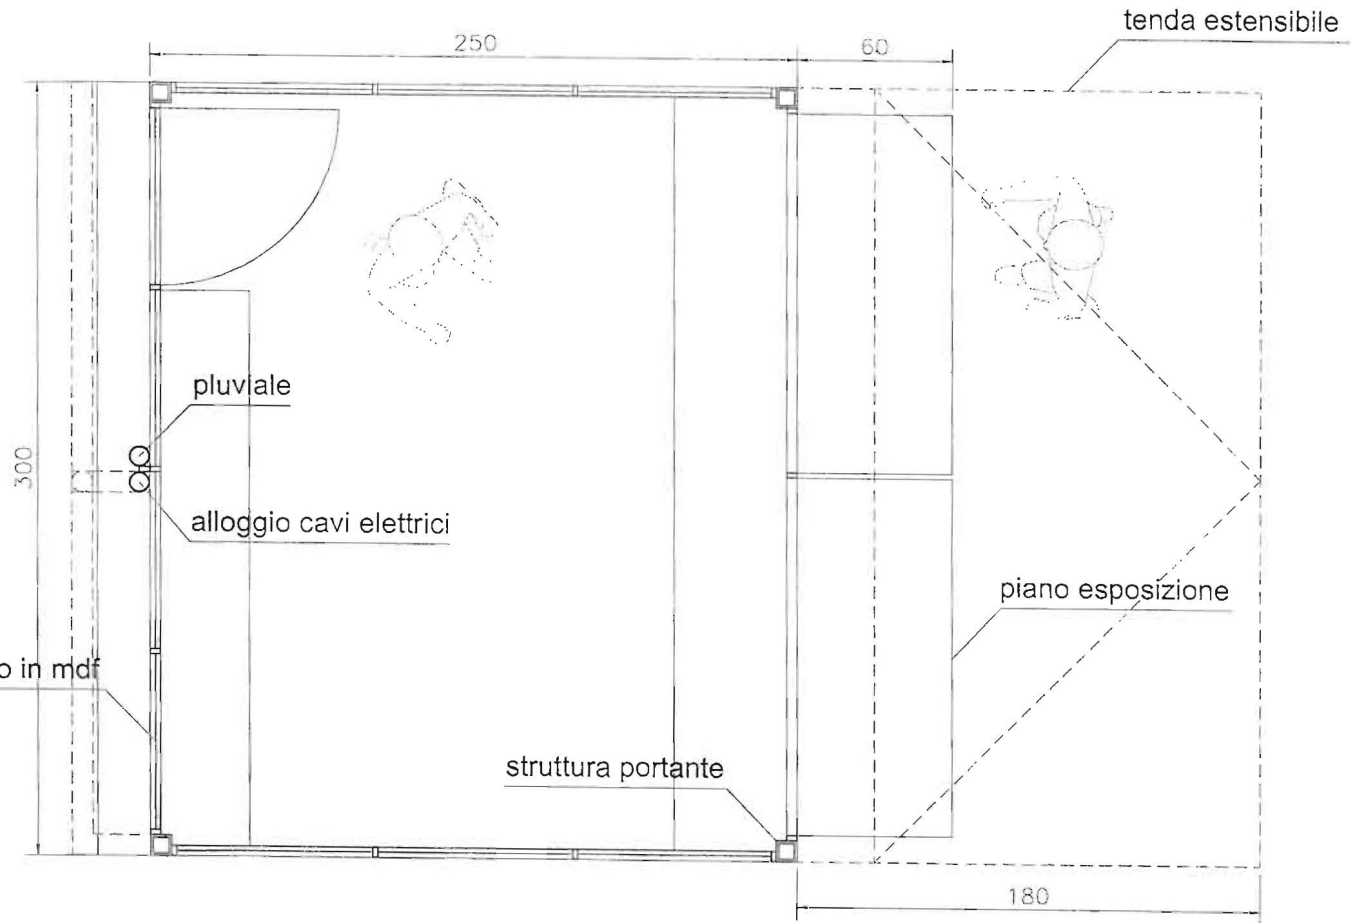 tenda estensibile
250
60
pluviale
300
alloggio cavi elettrici
piano esposizione
o in mdf
struttura portante
180